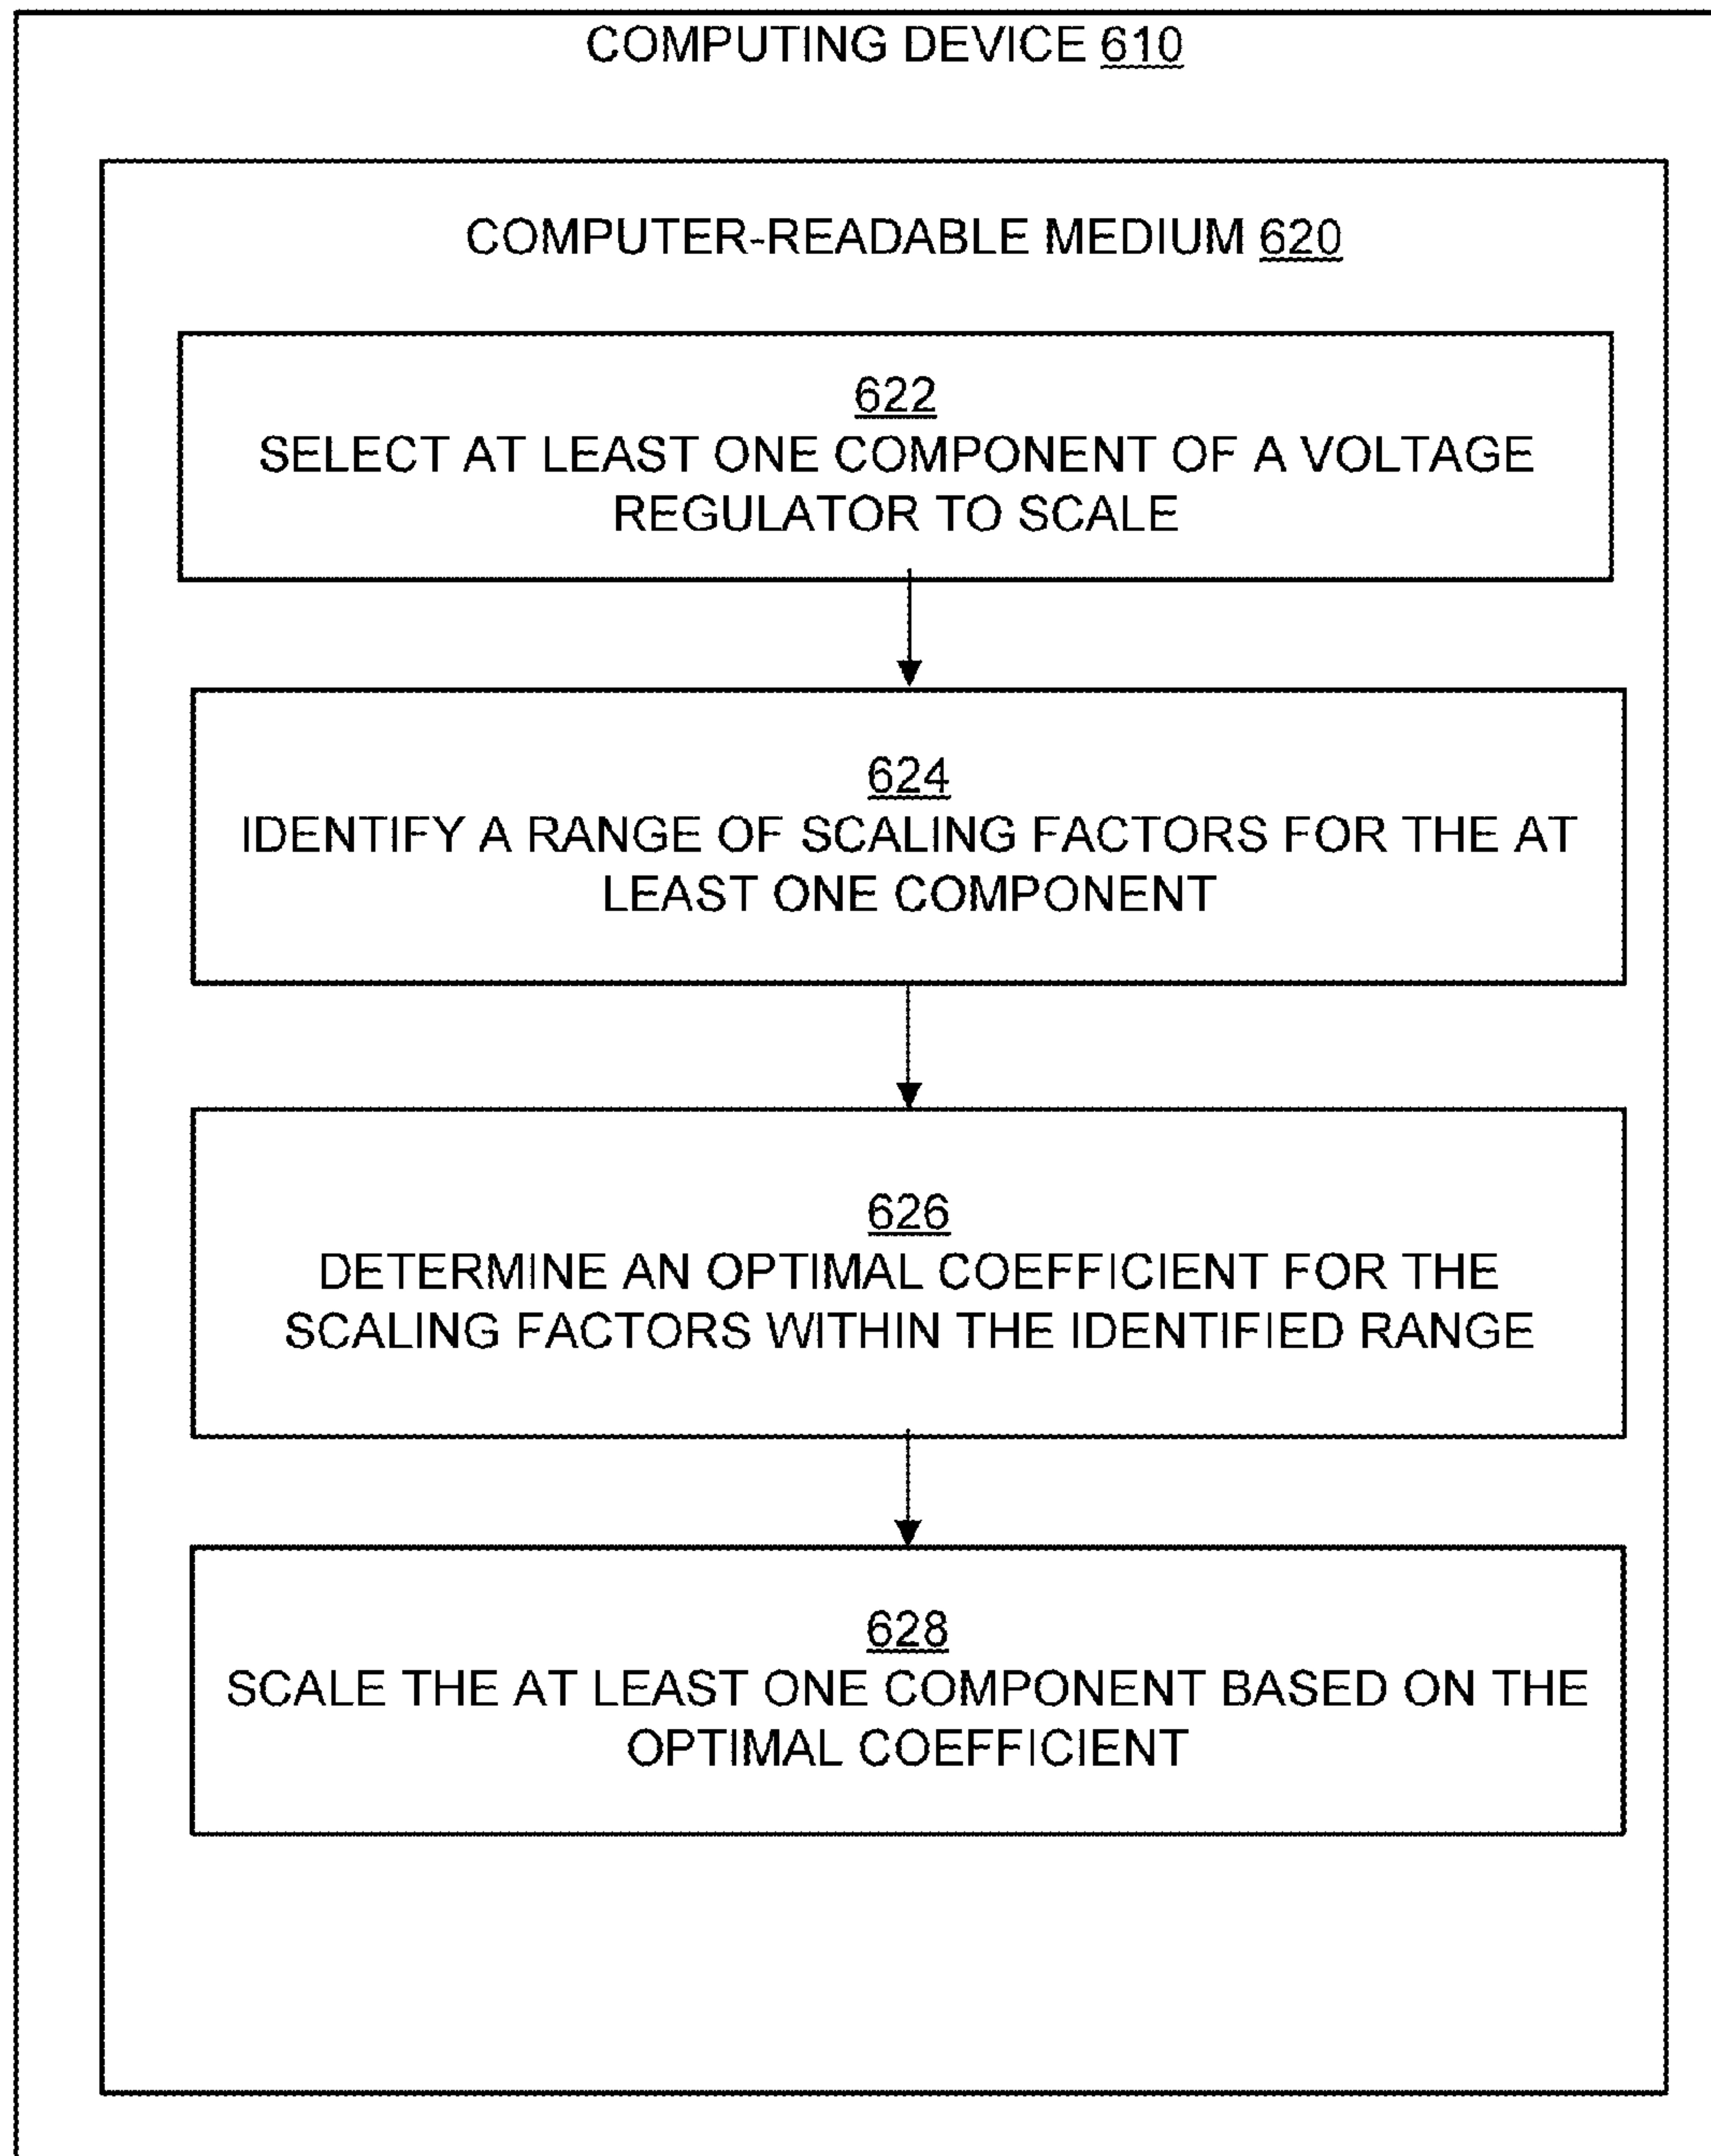 COMPUTING DEVICE 610
COMPUTER-READABLE MEDIUM 620
622
SELECT AT LEAST ONE COMPONENT OF A VOLTAGE
REGULATOR TO SCALE
624
IDENTIFY A RANGE OF SCALING FACTORS FOR THE AT
LEAST ONE COMPONENT
626
DETERMINE AN OPTIMAL COEFFICIENT FOR THE
SCALING FACTORS WITHIN THE IDENTIFIED RANGE
628
SCALE THE AT LEAST ONE COMPONENT BASED ON THE
OPTIMAL COEFFICIENT